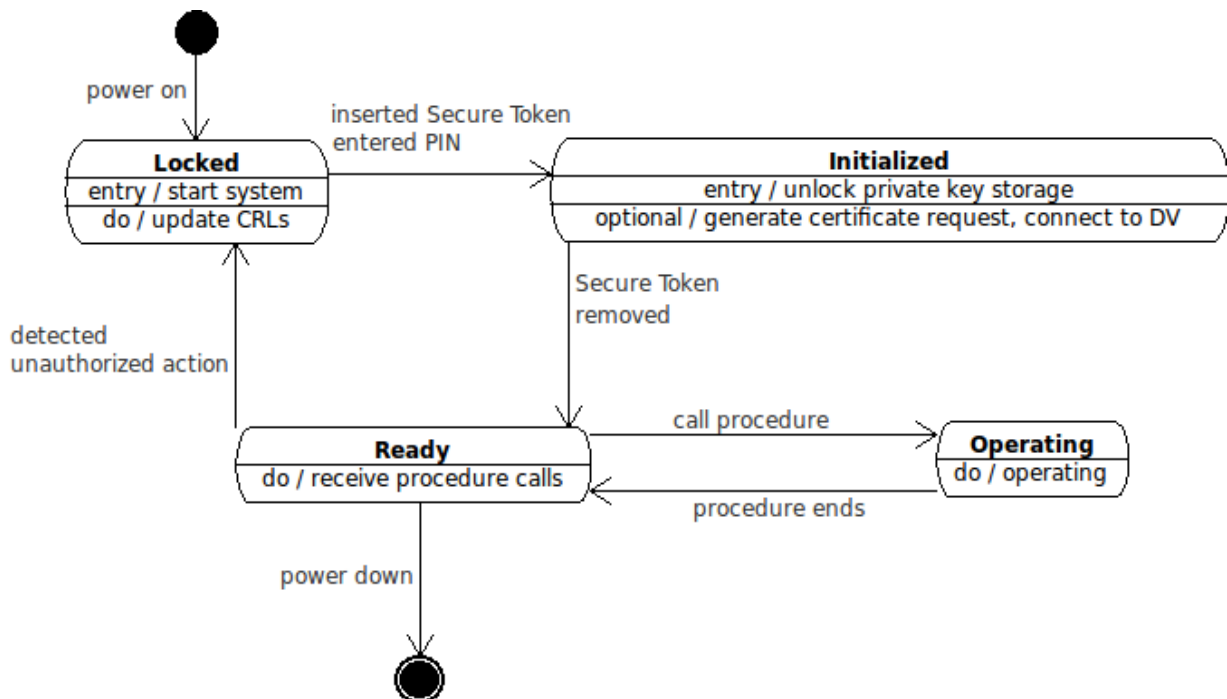 power on
inserted Secure Token
entered PIN
Locked
entry / start system
do / update CRLs
Initialized
entry / unlock private key storage
optional / generate certificate request, connect to DV
Secure Token
removed
detected
unauthorized action
call procedure
Ready
do / receive procedure calls
Operating
do / operating
procedure ends
power down